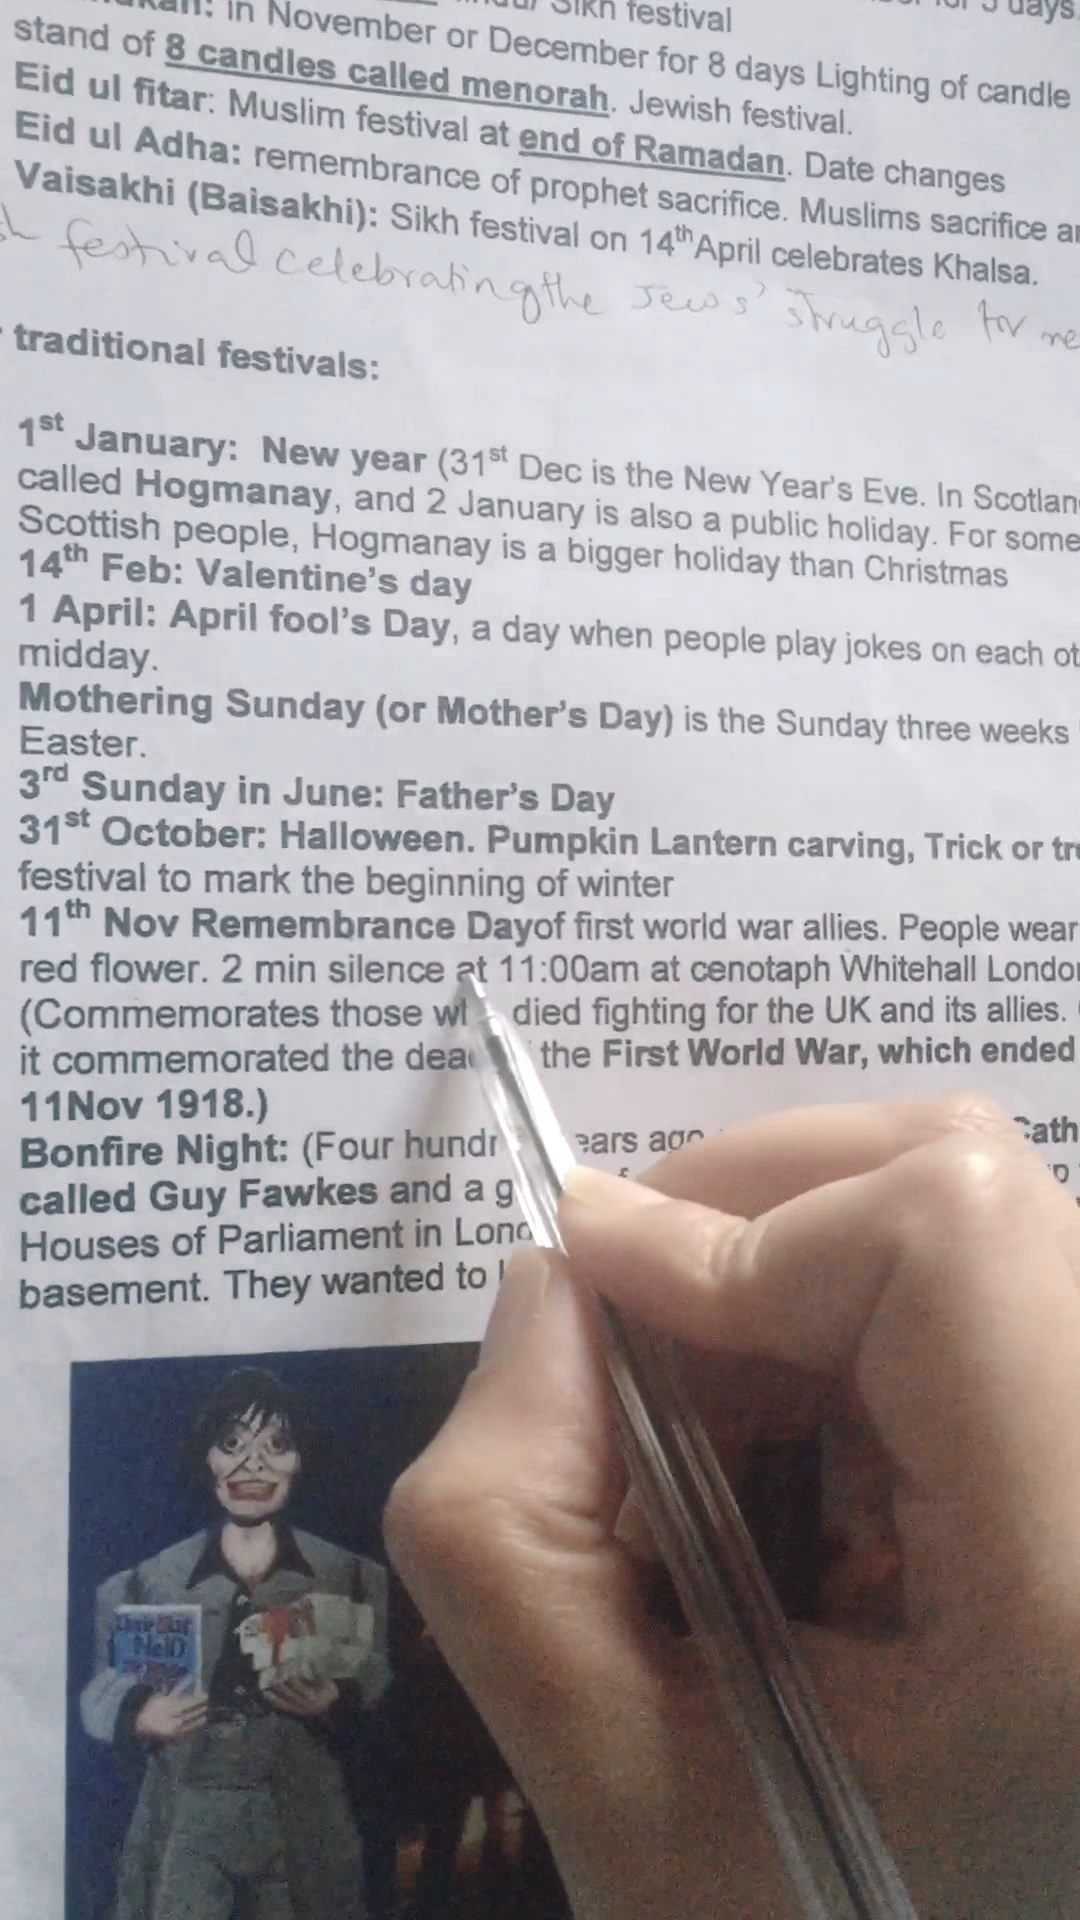 Sikh festival
in November or December for 8 days Lighting of candle
stand of 8 candles called menorah. Jewish festival.
Eid ul fitar: Muslim festival at end of Ramadan. Date changes
Eid ul Adha: remembrance of prophet sacrifice. Muslims sacrifice
Vaisakhi (Baisakhi): Sikh festival on 14th April celebrates Khalsa.
festival celebrating the Jews' struggle for
traditional festivals:
1st January: New year (31st Dec is the New Year's Eve. In Scotlan
called Hogmanay, and 2 January is also a public holiday. For some
Scottish people, Hogmanay is a bigger holiday than Christmas
14th Feb: Valentine's day
1 April: April fool's Day, a day when people play jokes on each ot
midday.
Mothering Sunday (or Mother's Day) is the Sunday three weeks
Easter.
3rd Sunday in June: Father's Day
31st October: Halloween. Pumpkin Lantern carving, Trick or tr
festival to mark the beginning of winter
11th Nov Remembrance Dayof first world war allies. People wear
red flower. 2 min silence at 11:00am at cenotaph Whitehall Londo
(Commemorates those died fighting for the UK and its allies.
it commemorated the dea the First World War, which ended
11Nov 1918.)
Bonfire Night: (Four hundr ears ago Cath
called Guy Fawkes and a g
Houses of Parliament in Lond
basement. They wanted to